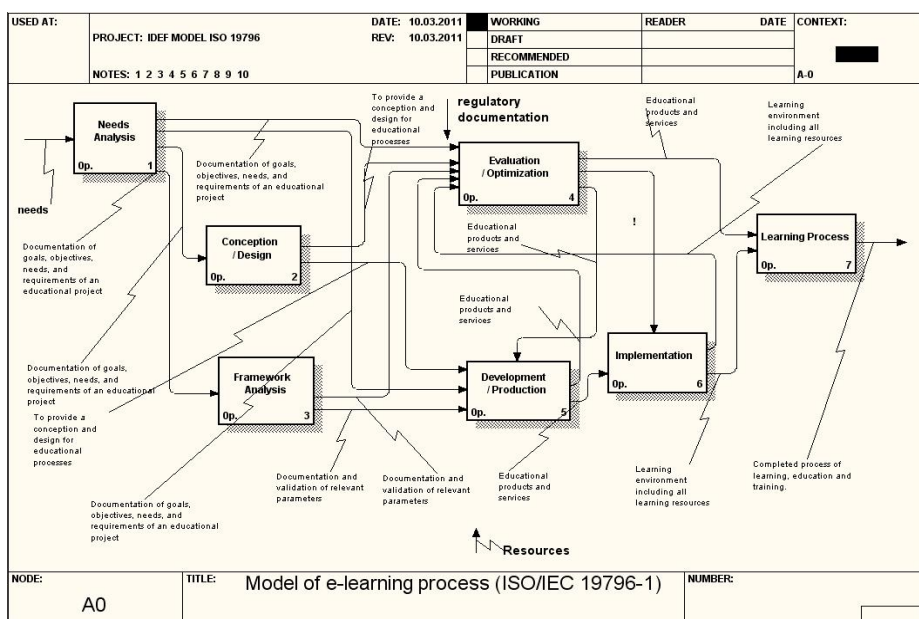 USED AT:
PROJECT: IDEF MODEL ISO 19796
NOTES: 1 2 3 4 5 6 7 8 9 10
DATE: 10.03.2011
REV: 10.03.2011
WORKING
DRAFT
RECOMMENDED
PUBLICATION
READER
DATE
CONTEXT:
A-0
Needs
Analysis
0p.
1
needs
Documentation of goals,
objectives, needs, and
requirements of an educational
project
To provide a
conception and
design for
educational
processes
regulatory
documentation
Evaluation
/ Optimization
0p.
4
Educational
products and
services
Learning
environment
including all
learning resources
Conception
/ Design
0p.
2
Educational
products and
services
!
Learning Process
0p.
7
Documentation of
goals, objectives,
needs, and
requirements of an
educational project
Educational
products and
services
Documentation of goals,
objectives, needs, and
requirements of an educational
project
Framework
Analysis
0p.
3
Development
/ Production
0p.
5
Implementation
0p.
6
To provide a
conception and
design for
educational
processes
Documentation of goals,
objectives, needs, and
requirements of an educational
project
Documentation and
validation of relevant
parameters
Documentation and
validation of relevant
parameters
Educational
products and
services
Learning
environment
including all
learning resources
Completed process of
learning, education and
training.
Resources
NODE:
A0
TITLE:
Model of e-learning process (ISO/IEC 19796-1)
NUMBER: